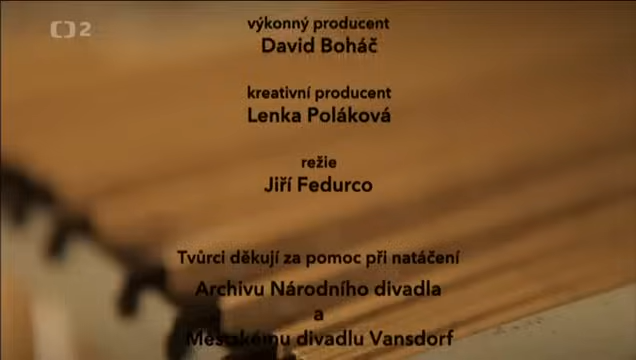 2
výkonný producent
David Boháč
kreativní producent
Lenka Poláková
režie
Jiří Fedurco
Tvůrci děkují za pomoc při natáčení
Archivu Národního divadla
a
Městskému divadlu Vansdorf